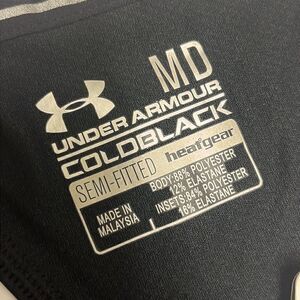 MD
UNDER ARMOUR
COLDBLACK
SEMI-FITTED heatgear
MADE IN
MALAYSIA
BODY:88% POLYESTER
12% ELASTANE
INSETS:84% POLYESTER
16% ELASTANE